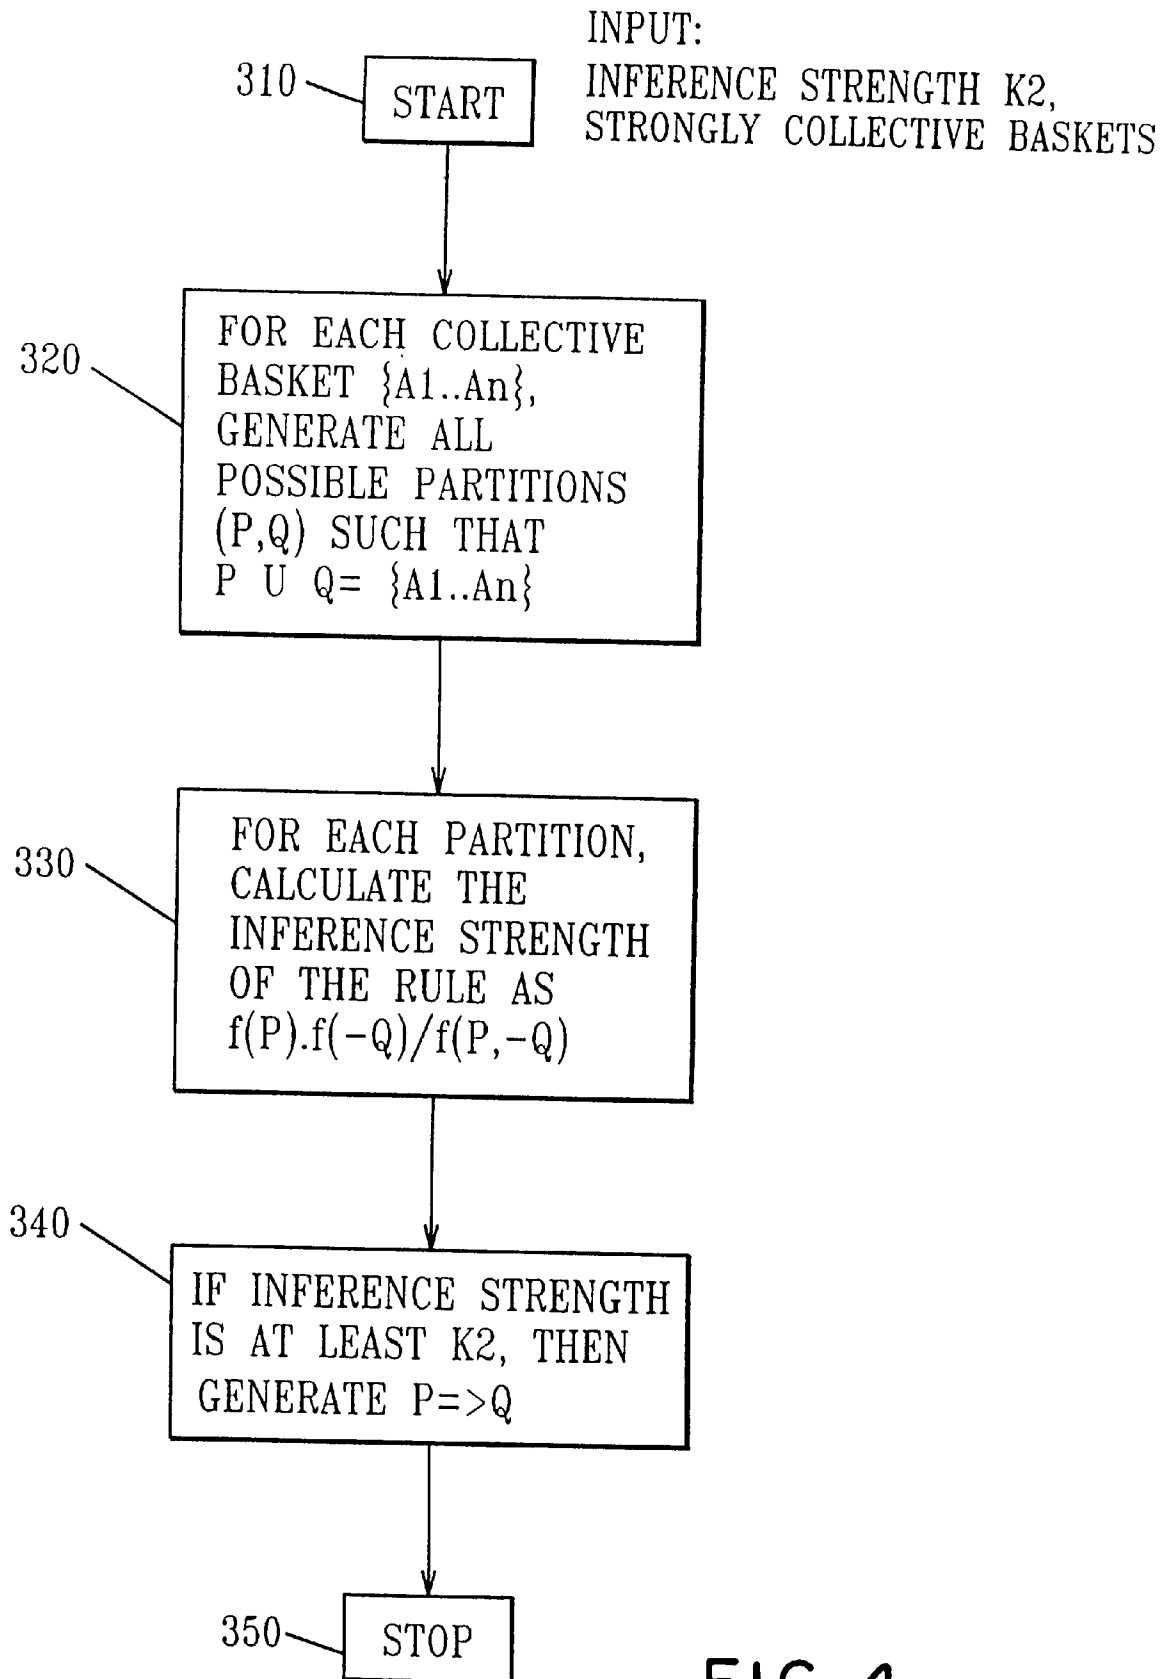 INPUT:
INFERENCE STRENGTH K2,
STRONGLY COLLECTIVE BASKETS
310
START
320
FOR EACH COLLECTIVE
BASKET {A1..An},
GENERATE ALL
POSSIBLE PARTITIONS
(P,Q) SUCH THAT
P U Q= {A1..An}
330
FOR EACH PARTITION,
CALCULATE THE
INFERENCE STRENGTH
OF THE RULE AS
f(P).f(-Q)/f(P,-Q)
340
IF INFERENCE STRENGTH
IS AT LEAST K2, THEN
GENERATE P=>Q
350
STOP